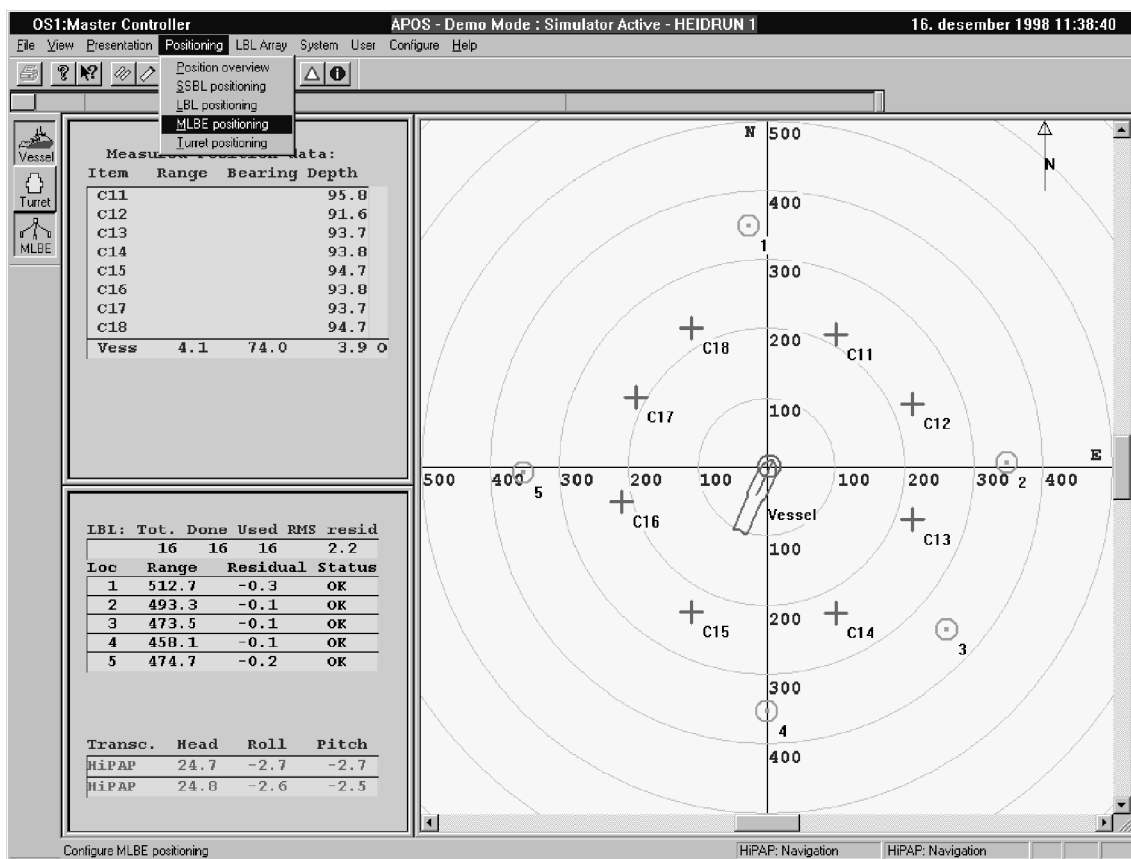 OS1:Master Controller APOS - Demo Mode : Simulator Active - HEIDRUN 1 16. desember 1998 11:38:40
File View Presentation Positioning LBL Array System User Configure Help
Position overview
SSBL positioning
LBL positioning
MLBE positioning
Turret positioning
Vessel
Turret
MLBE
Measured Position data:
Item Range Bearing Depth
C11 95.8
C12 91.6
C13 93.7
C14 93.8
C15 94.7
C16 93.8
C17 93.7
C18 94.7
Vess 4.1 74.0 3.9 O
LBL: Tot. Done Used RMS resid
16 16 16 2.2
Loc Range Residual Status
1 512.7 -0.3 OK
2 493.3 -0.1 OK
3 473.5 -0.1 OK
4 458.1 -0.1 OK
5 474.7 -0.2 OK
Transc. Head Roll Pitch
HiPAP 24.7 -2.7 -2.7
HiPAP 24.8 -2.6 -2.5
N 500
N
400
1
300
C18 200 C11
C17 100 C12
E
500 400 300 200 100 100 200 300 400
5 2
C16 Vessel C13
100
C15 200 C14
3
300
4
400
Configure MLBE positioning HiPAP: Navigation HiPAP: Navigation